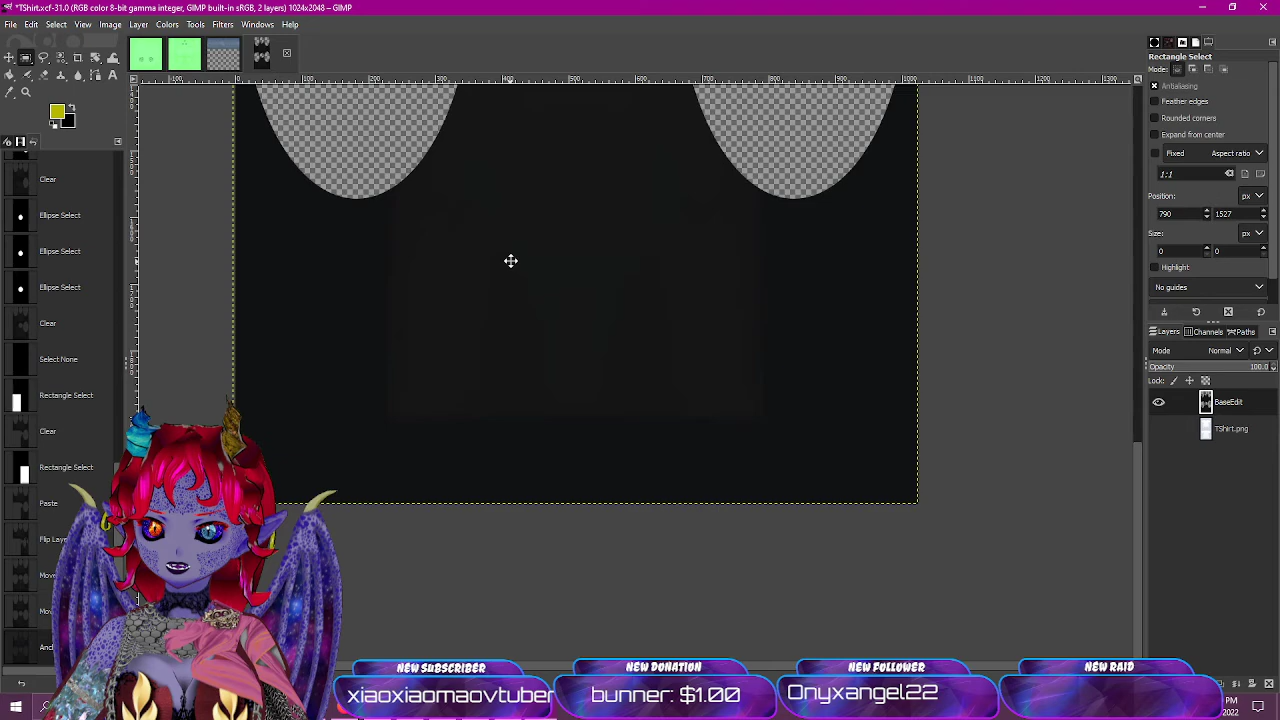 *TShirt.xcf-31.0 (RGB color 8-bit gamma integer, GIMP built-in sRGB, 2 layers) 1024x2048 – GIMP
File Edit Select View Image Layer Colors Tools Filters Windows Help
Rectangle Select
Mode:
Antialiasing
Feather edges
Rounded corners
Expand from center
Fixed Aspect ratio
1:1
Position: px
790 1527
Size: px
0 0
Highlight
No guides
Layers Channels Paths
Mode Normal
Opacity 100.0
Lock:
BaseEdit
TShirt.png
Clear
Ellipse Select
Ellipse Select
Ellipse Select
Clear
Select None
Rectangle Select
Clear
Rectangle Select
Paste
NEW SUBSCRIBER
xiaoxiaomaovtuber
NEW DONATION
bunner: $1.00
NEW FOLLOWER
Onyxangel22
NEW RAID
PM